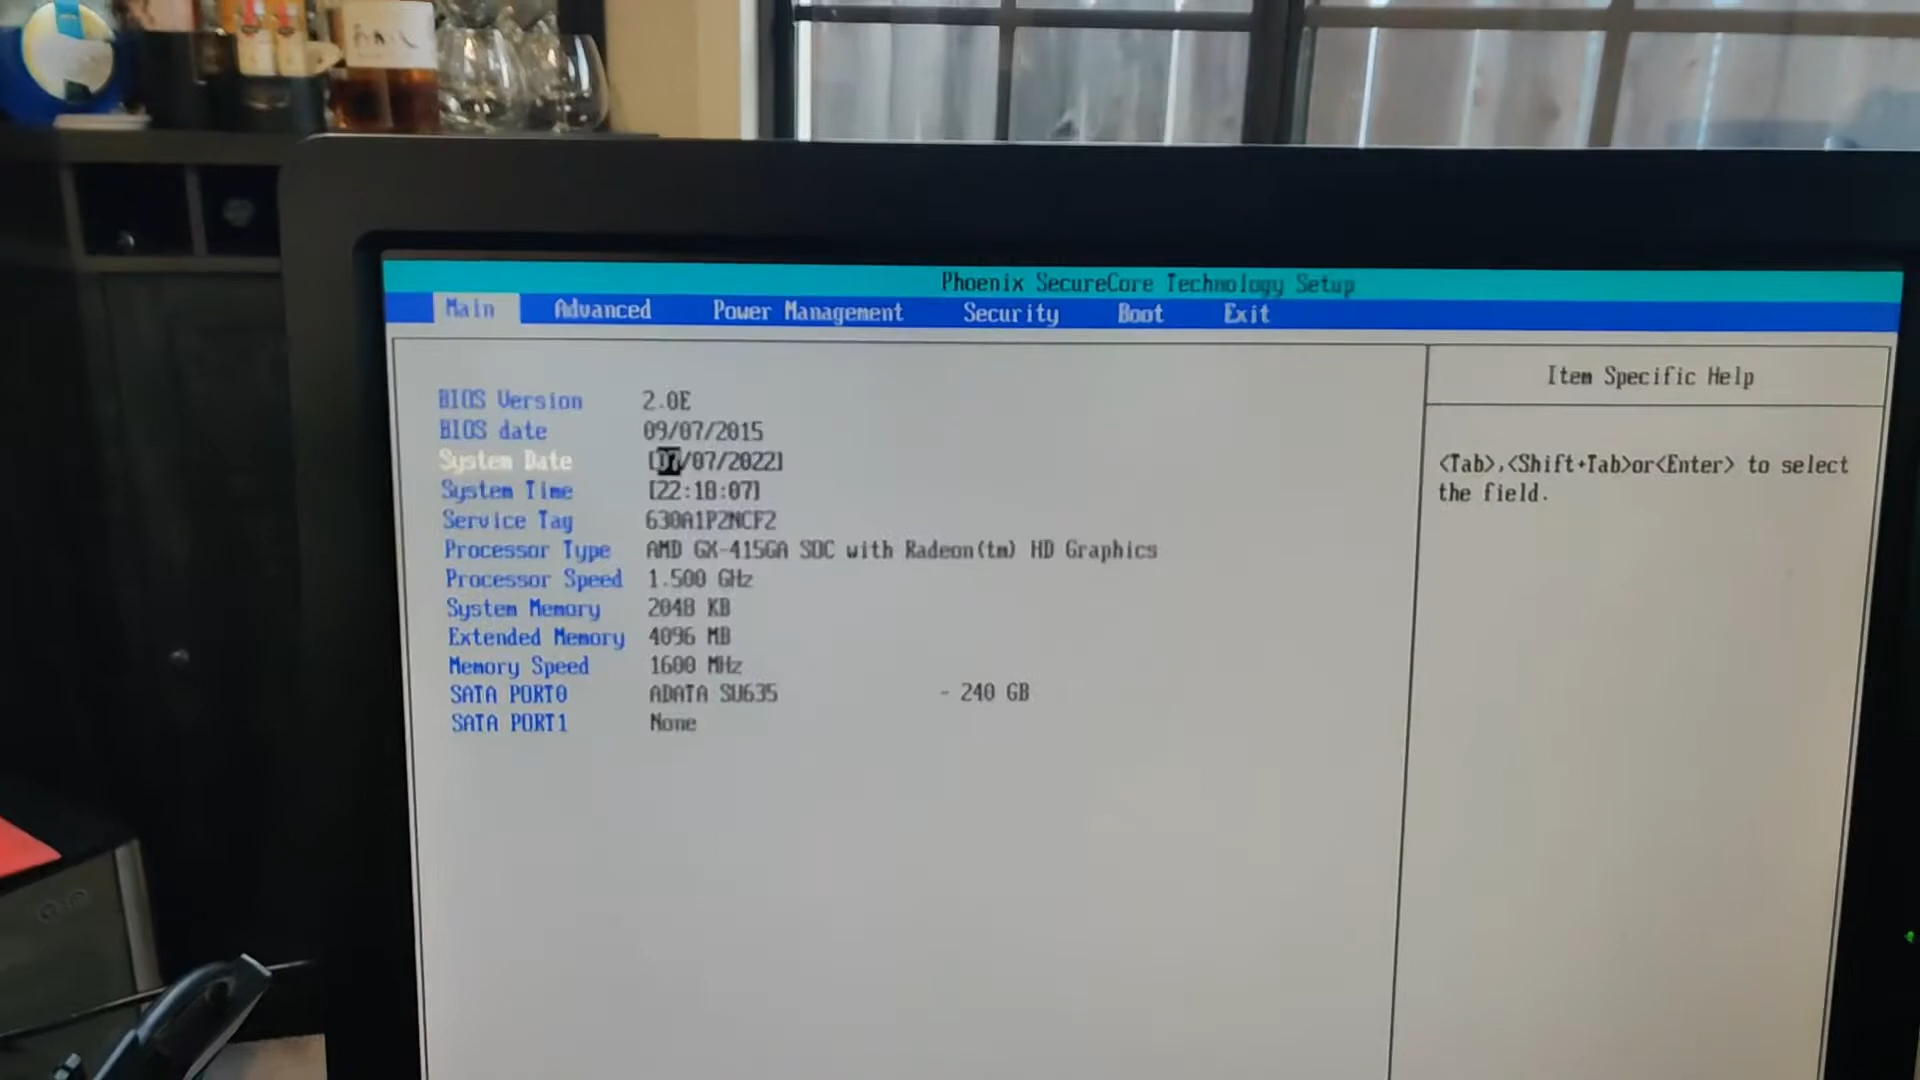 Phoenix SecureCore Technology Setup
Main Advanced Power Management Security Boot Exit
Item Specific Help
BIOS Version 2.0E
BIOS date 09/07/2015
System Date [07/07/2022]
<Tab>,<Shift+Tab>or<Enter> to select
the field.
System Time [22:18:07]
Service Tag 630A1P2NCF2
Processor Type AMD GX-415GA SOC with Radeon(tm) HD Graphics
Processor Speed 1.500 GHz
System Memory 2048 KB
Extended Memory 4096 MB
Memory Speed 1600 MHz
SATA PORT0 ADATA SU635 - 240 GB
SATA PORT1 None